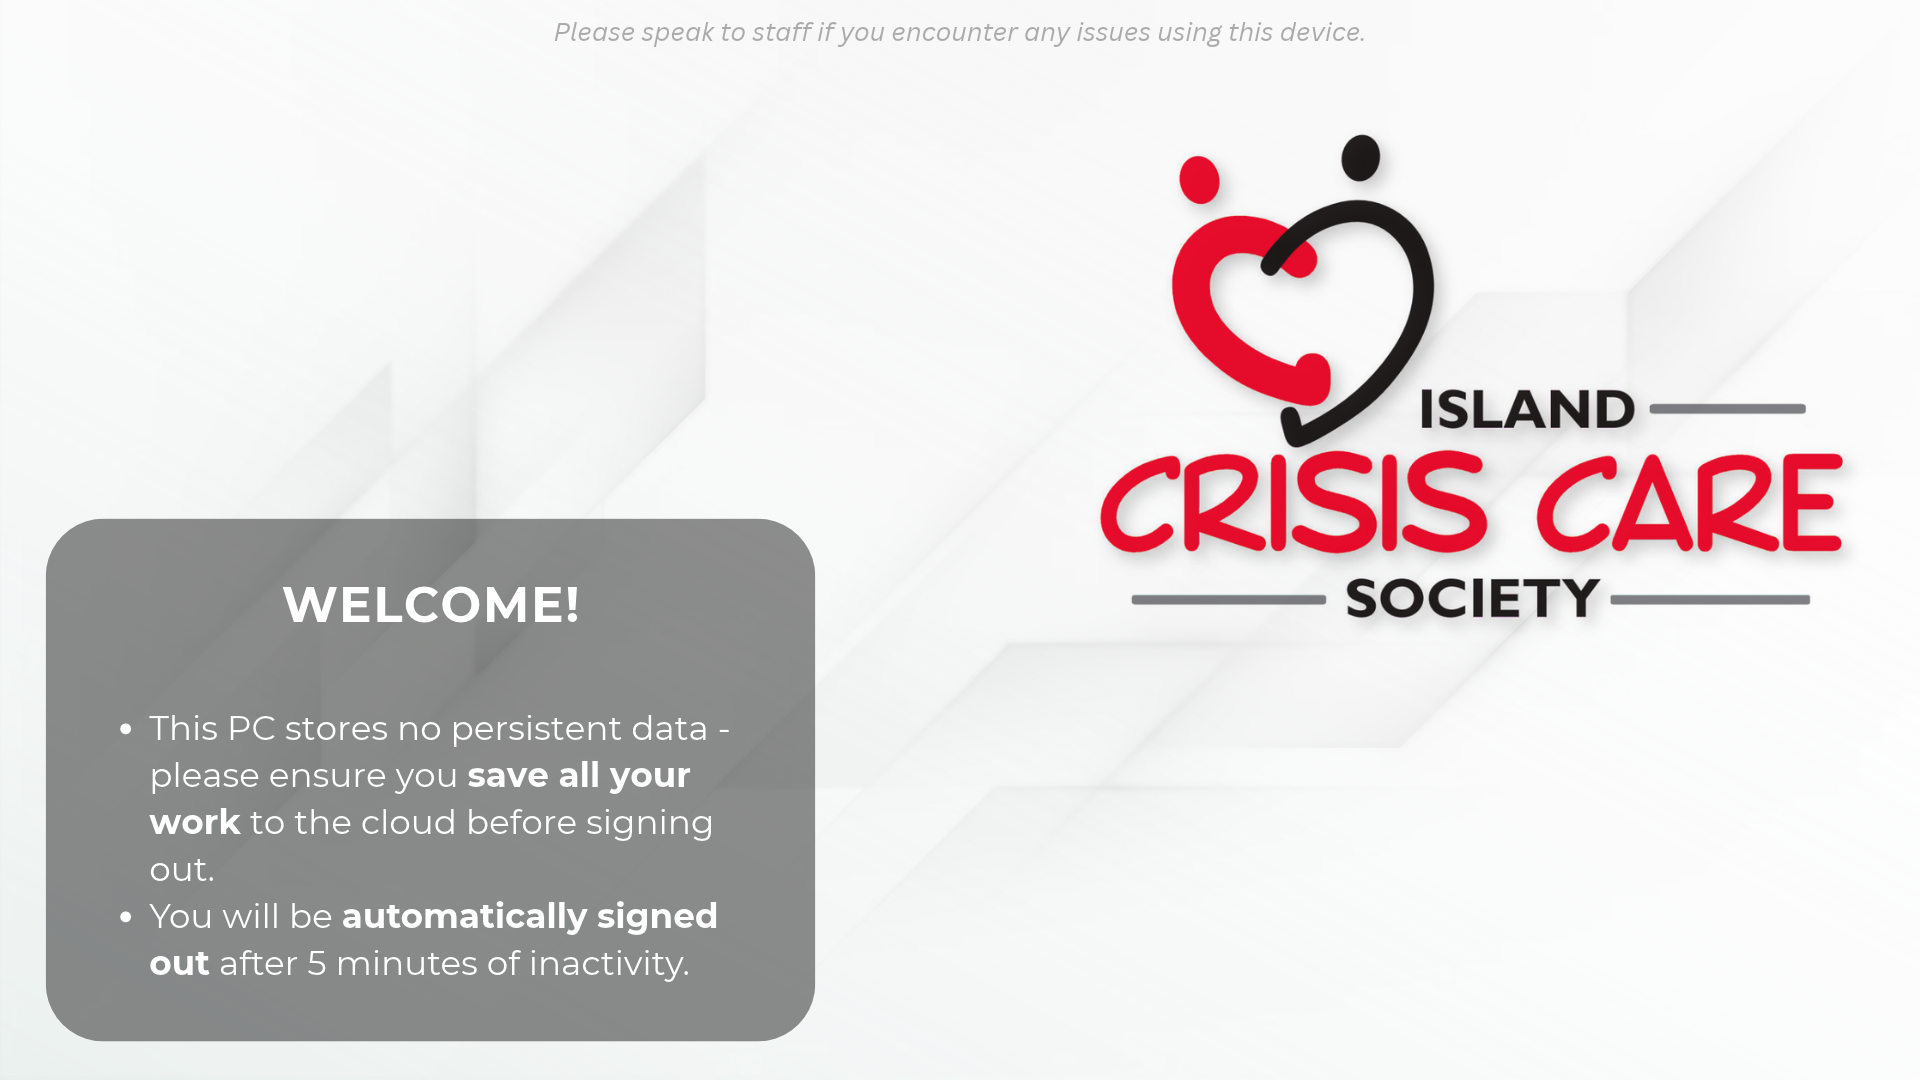 Please speak to staff if you encounter any issues using this device.
ISLAND
CRISIS CARE
SOCIETY
WELCOME!
• This PC stores no persistent data -
please ensure you save all your
work to the cloud before signing
out.
• You will be automatically signed
out after 5 minutes of inactivity.